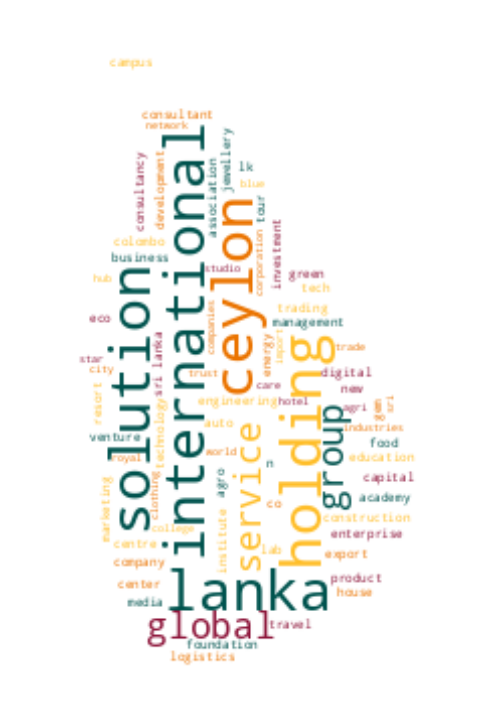 campus
consultant
network
international
jewellery
consultancy
development
association
lk
blue
tour
ceylon
investment
corporation
colombo
business
solution
studio
green
hub
tech
companies
trading
eco
management
holding
energy
import
sri lanka
trade
star
city
trust
digital
care
new
resort
engineering
hotel
agri
gem
sri
technology
group
auto
industries
service
venture
food
royal
world
education
n
clothing
agro
capital
marketing
academy
co
institute
construction
college
enterprise
centre
lab
export
company
lanka
product
center
house
media
global
travel
foundation
logistics